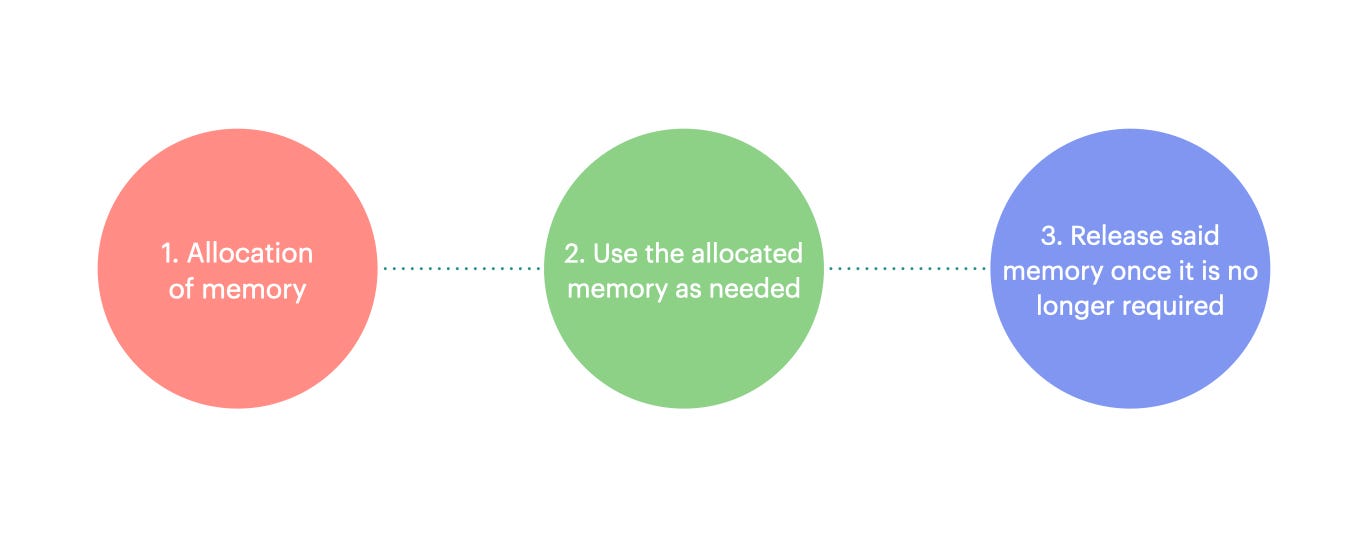 1. Allocation
of memory
2. Use the allocated
memory as needed
3. Release said
memory once it is no
longer required